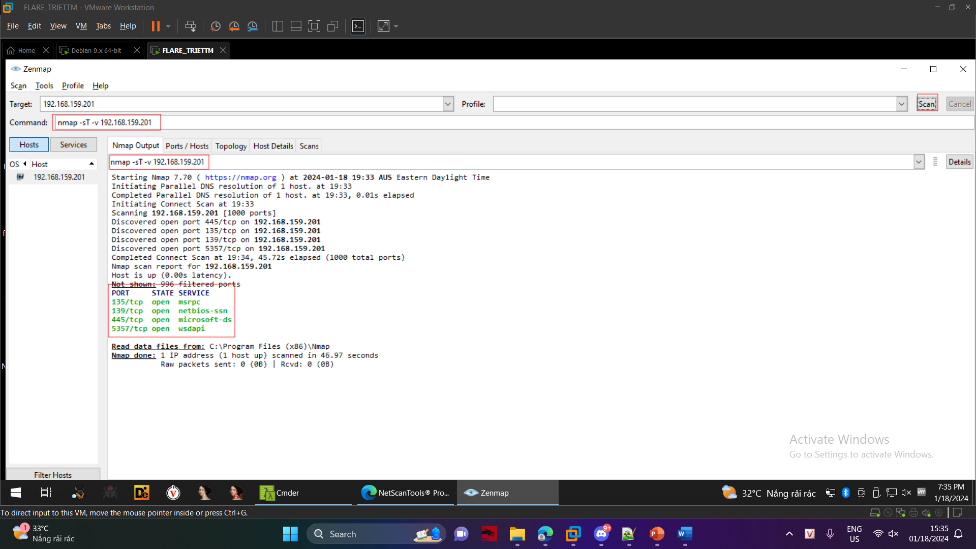 FLARE_TRIETTM - VMware Workstation
File Edit View VM Tabs Help
Home Debian 9.x 64-bit FLARE_TRIETTM
Zenmap
Scan Tools Profile Help
Target: 192.168.159.201 Profile: Scan Cancel
Command: nmap -sT -v 192.168.159.201
Hosts Services Nmap Output Ports / Hosts Topology Host Details Scans
OS Host nmap -sT -v 192.168.159.201 Details
192.168.159.201
Starting Nmap 7.70 ( https://nmap.org ) at 2024-01-18 19:33 AUS Eastern Daylight Time
Initiating Parallel DNS resolution of 1 host. at 19:33
Completed Parallel DNS resolution of 1 host. at 19:33, 0.01s elapsed
Initiating Connect Scan at 19:33
Scanning 192.168.159.201 [1000 ports]
Discovered open port 445/tcp on 192.168.159.201
Discovered open port 135/tcp on 192.168.159.201
Discovered open port 139/tcp on 192.168.159.201
Discovered open port 5357/tcp on 192.168.159.201
Completed Connect Scan at 19:34, 45.72s elapsed (1000 total ports)
Nmap scan report for 192.168.159.201
Host is up (0.00s latency).
Not shown: 996 filtered ports
PORT STATE SERVICE
135/tcp open msrpc
139/tcp open netbios-ssn
445/tcp open microsoft-ds
5357/tcp open wsdapi
Read data files from: C:\Program Files (x86)\Nmap
Nmap done: 1 IP address (1 host up) scanned in 46.97 seconds
Raw packets sent: 0 (0B) | Rcvd: 0 (0B)
Activate Windows
Go to Settings to activate Windows.
Filter Hosts
Cmder NetScanTools® Pro... Zenmap 32°C Nắng rải rác 7:35 PM
1/18/2024
To direct input to this VM, move the mouse pointer inside or press Ctrl+G.
33°C
Nắng rải rác
Search
ENG
US
15:35
01/18/2024